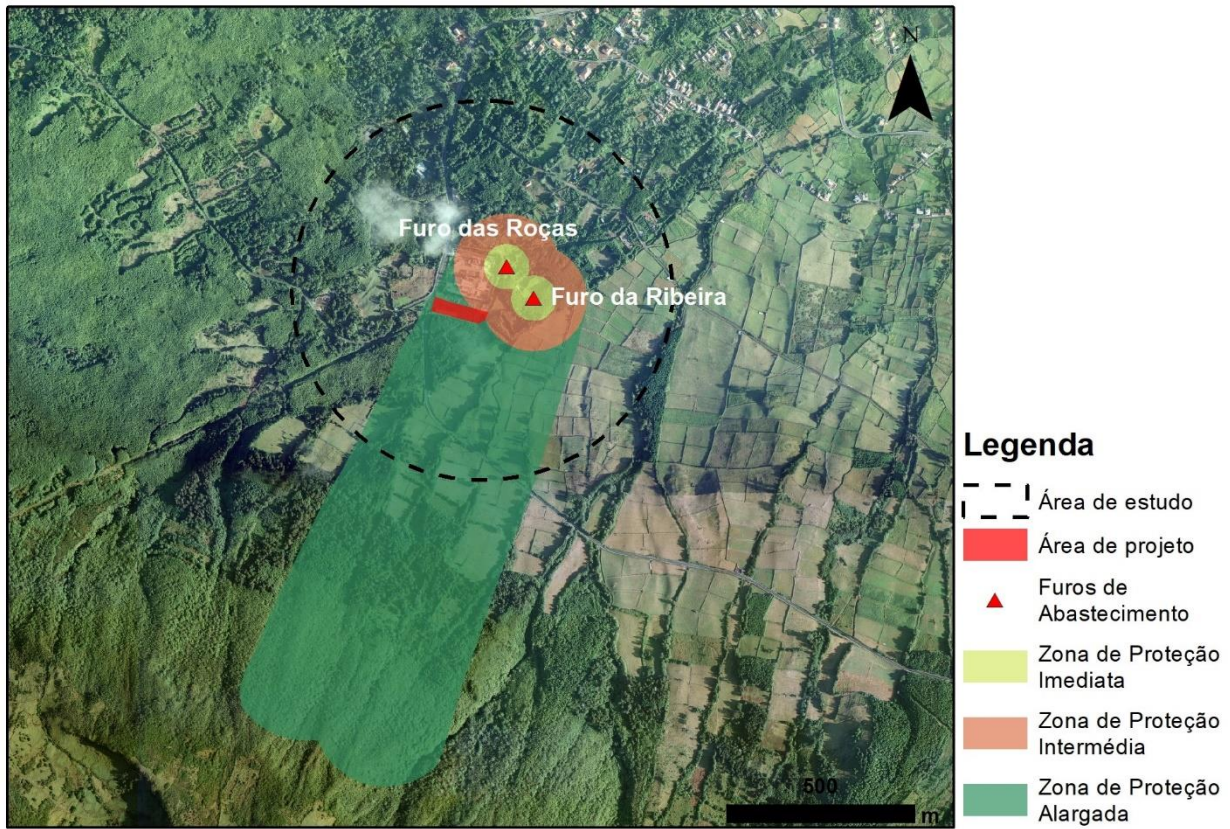 N
Furo das Roças
Furo da Ribeira
500
m
Legenda
Área de estudo
Área de projeto
Furos de
Abastecimento
Zona de Proteção
Imediata
Zona de Proteção
Intermédia
Zona de Proteção
Alargada